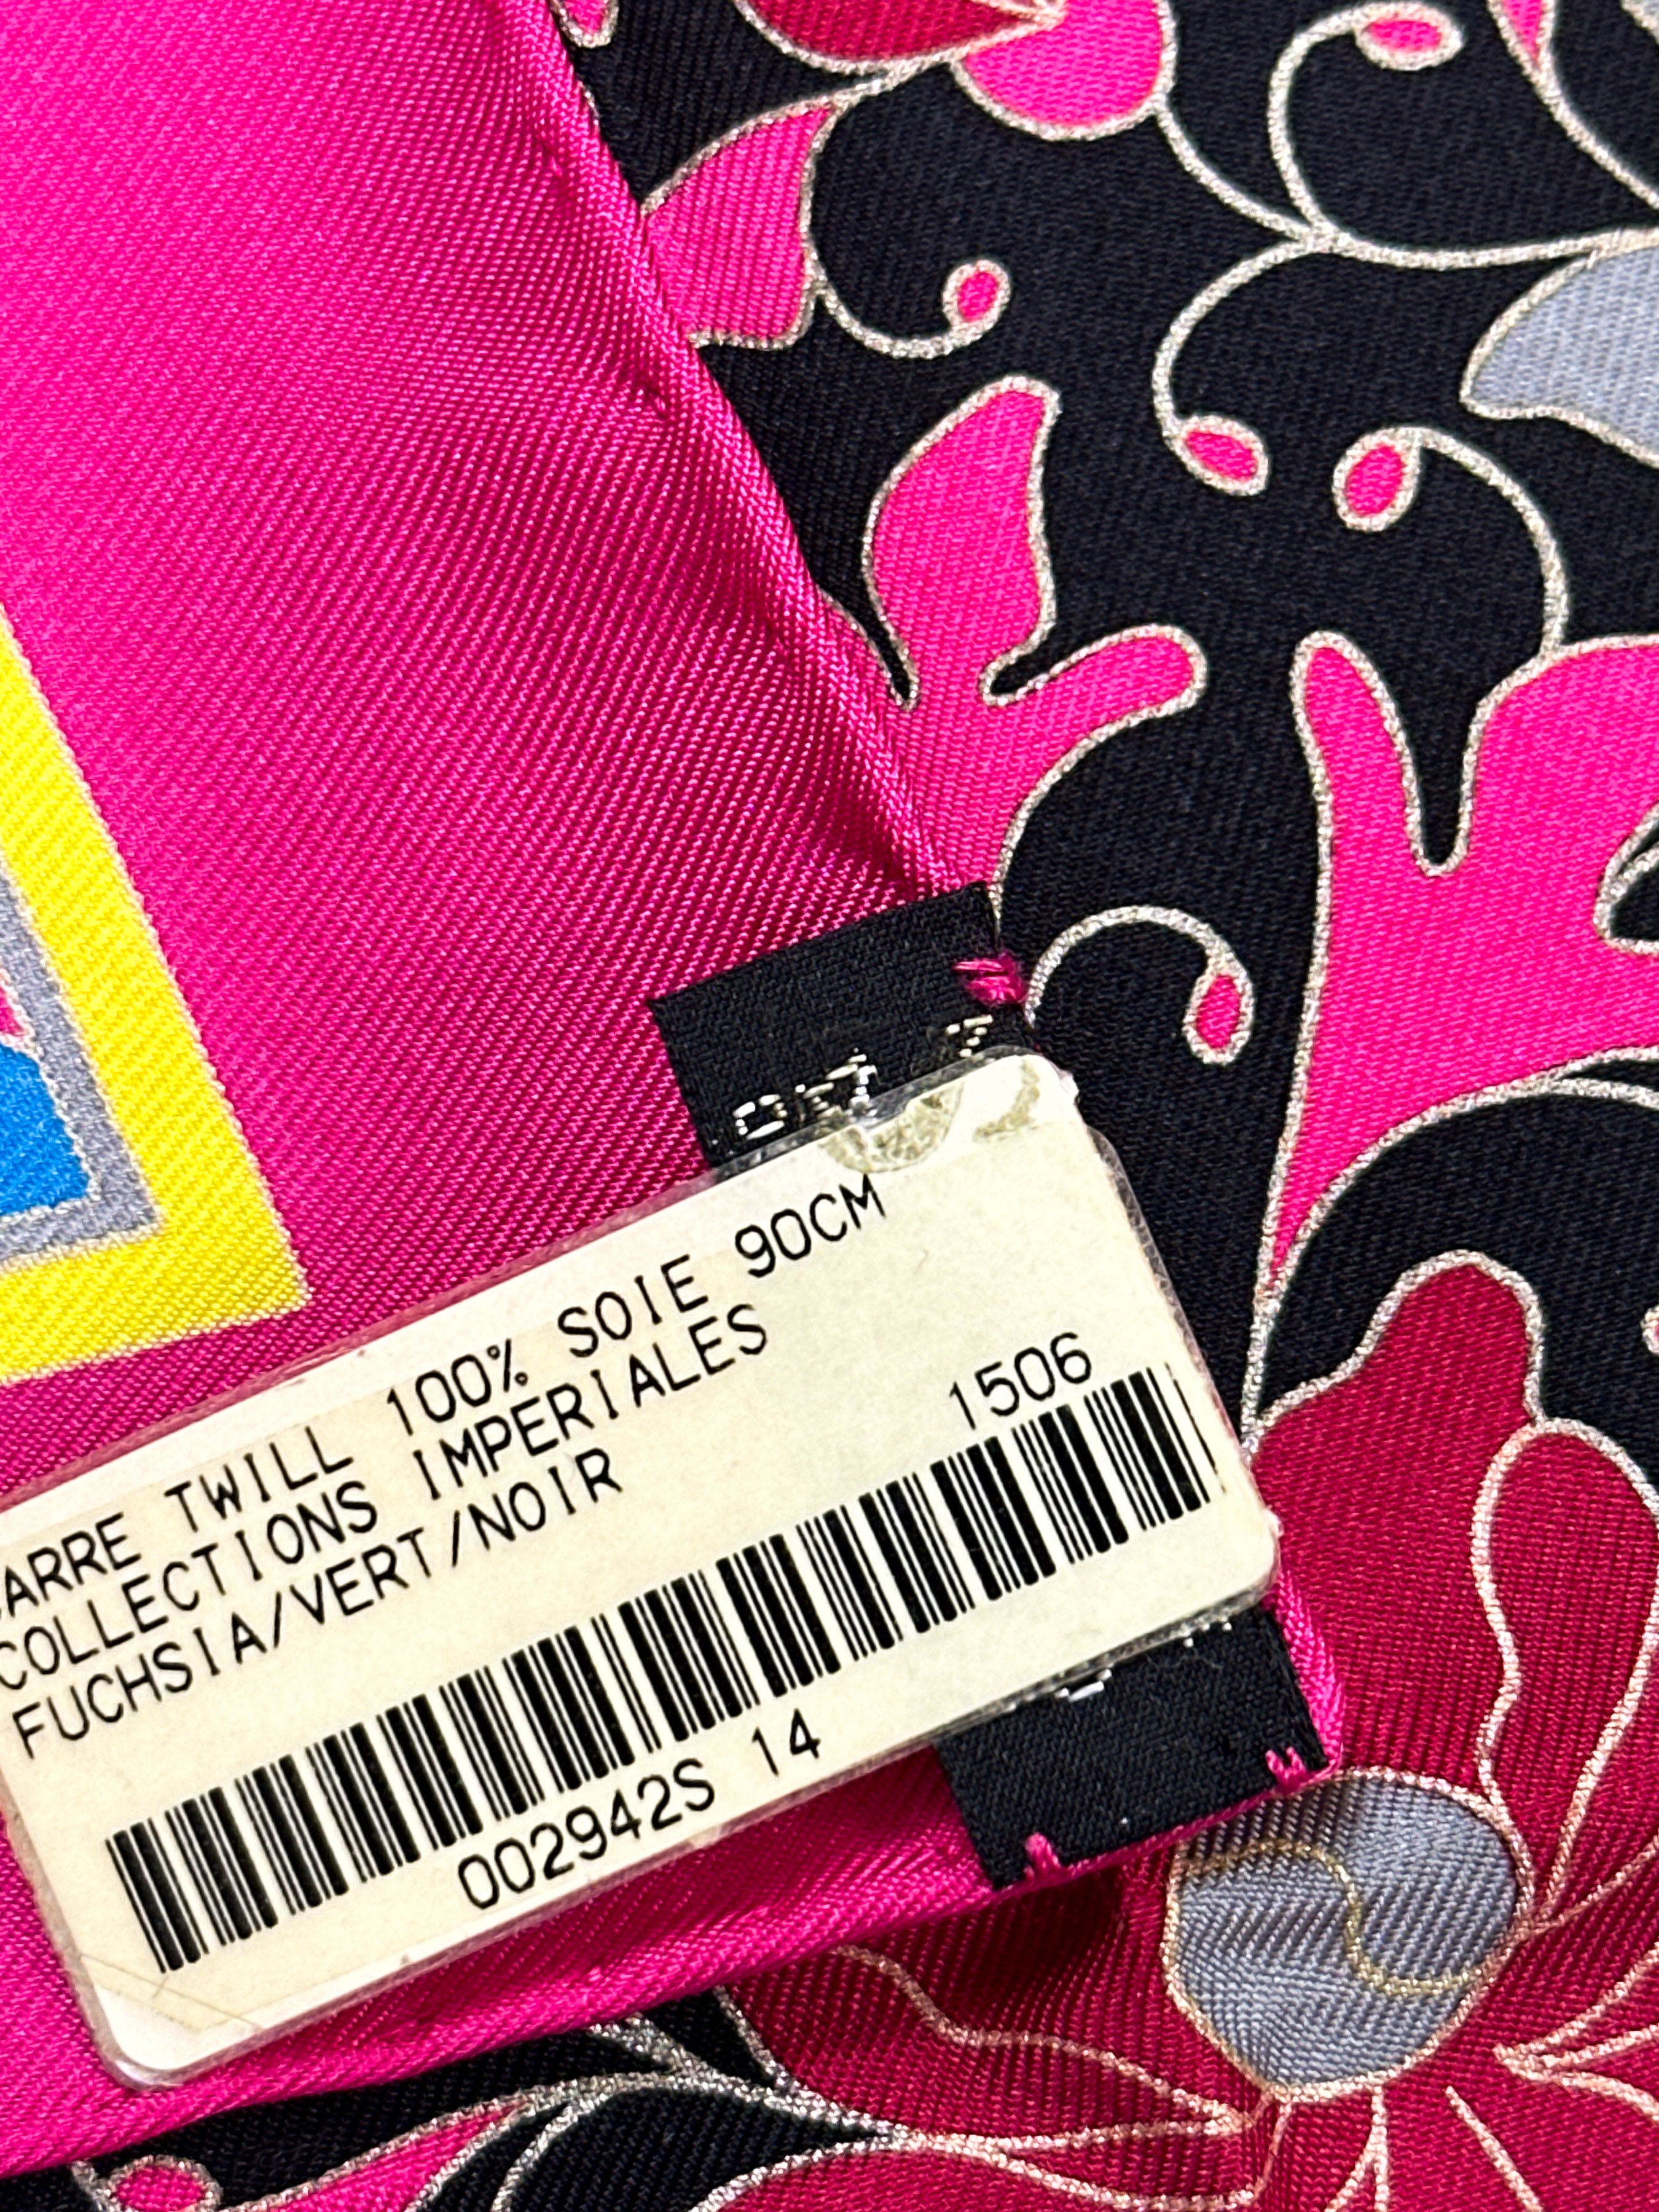 ARRE TWILL 100% SOIE 90CM
COLLECTIONS IMPERIALES
FUCHSIA/VERT/NOIR
1506
002942S 14